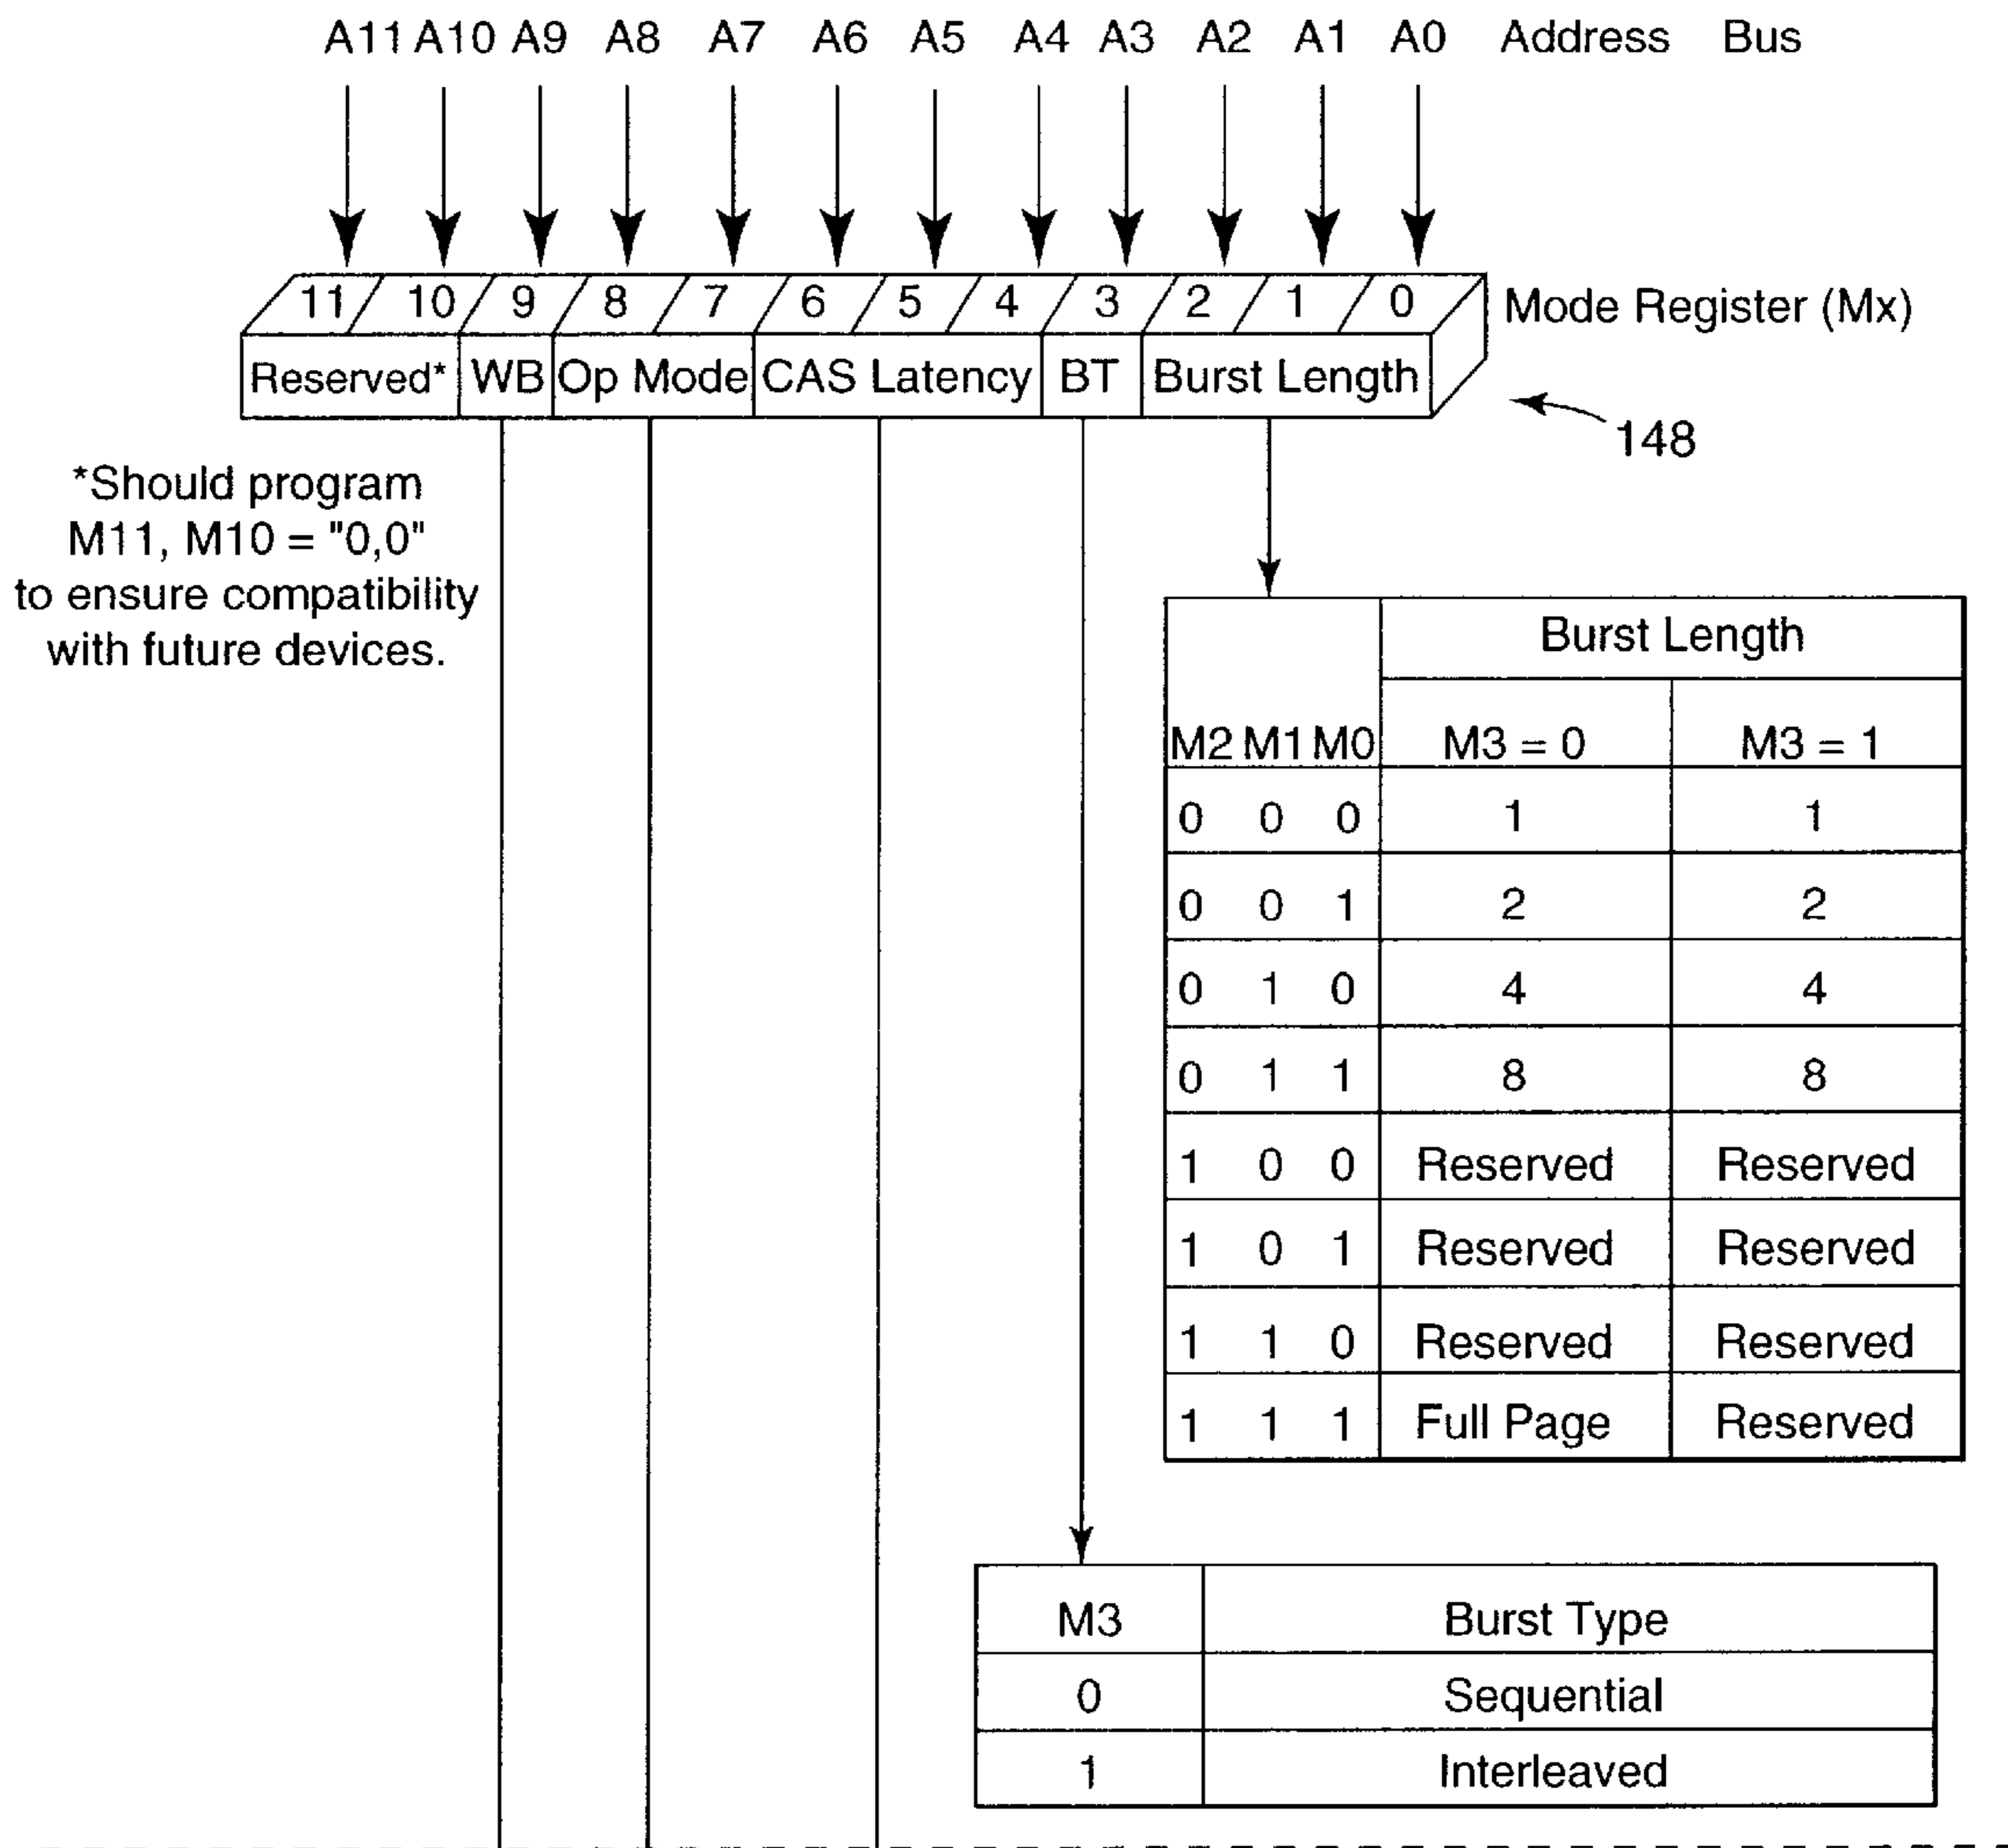 A11 A10 A9 A8 A7 A6 A5 A4 A3 A2 A1 A0 Address Bus
11 10 9 8 7 6 5 4 3 2 1 0 Mode Register (Mx)
Reserved* WB Op Mode CAS Latency BT Burst Length
148
*Should program
M11, M10 = "0,0"
to ensure compatibility
with future devices.
Burst Length
M2 M1 M0 M3 = 0 M3 = 1
0 0 0 1 1
0 0 1 2 2
0 1 0 4 4
0 1 1 8 8
1 0 0 Reserved Reserved
1 0 1 Reserved Reserved
1 1 0 Reserved Reserved
1 1 1 Full Page Reserved
M3 Burst Type
0 Sequential
1 Interleaved